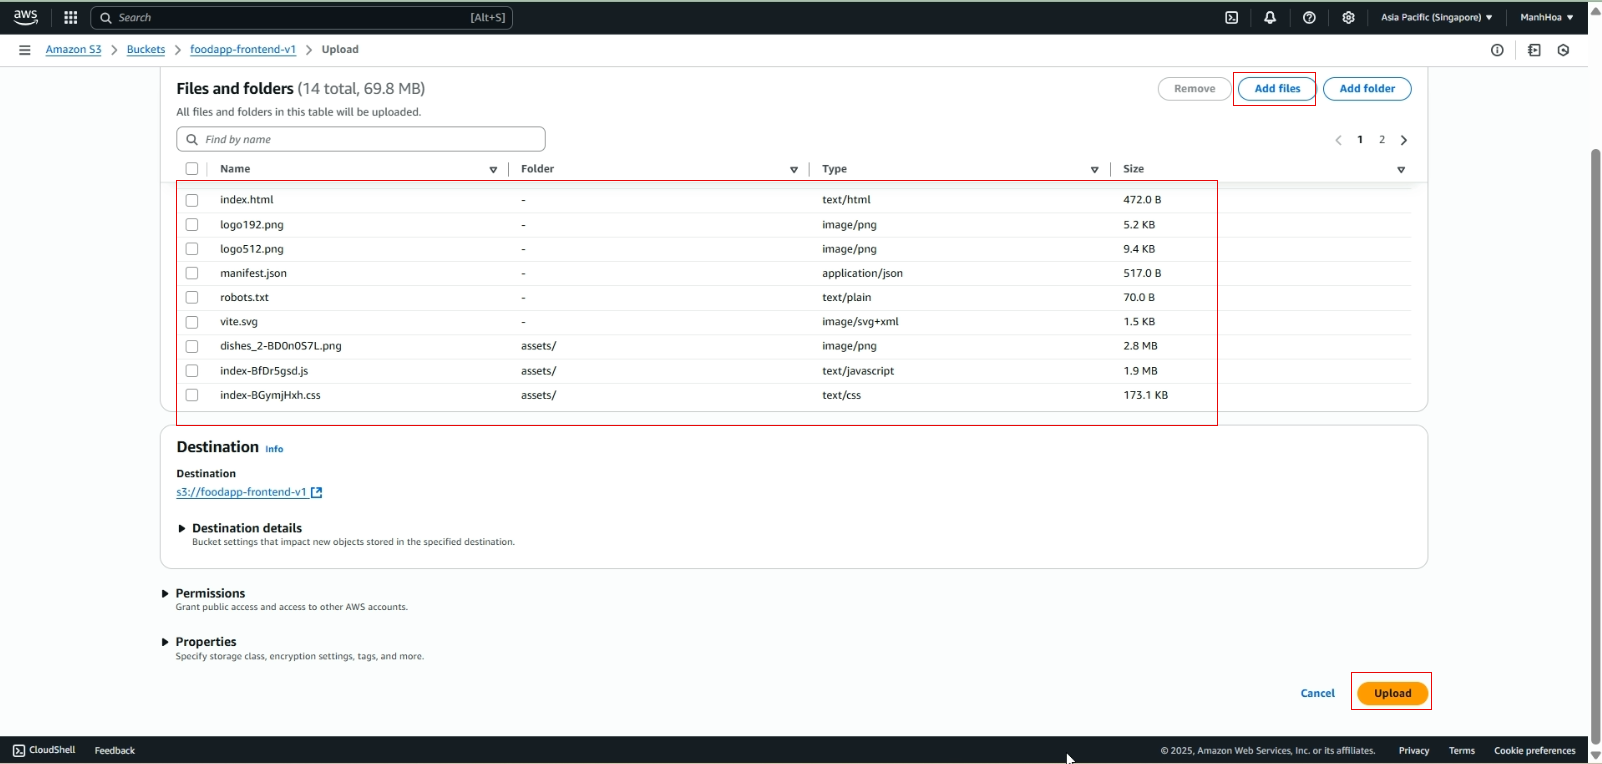 aws Search [Alt+S] Asia Pacific (Singapore) ManhHoa
Amazon S3 > Buckets > foodapp-frontend-v1 > Upload
Files and folders (14 total, 69.8 MB) Remove Add files Add folder
All files and folders in this table will be uploaded.
Find by name 1 2
Name Folder Type Size
index.html - text/html 472.0 B
logo192.png - image/png 5.2 KB
logo512.png - image/png 9.4 KB
manifest.json - application/json 517.0 B
robots.txt - text/plain 70.0 B
vite.svg - image/svg+xml 1.5 KB
dishes_2-BD0n0S7L.png assets/ image/png 2.8 MB
index-BfDr5gsd.js assets/ text/javascript 1.9 MB
index-BGymjHxh.css assets/ text/css 173.1 KB
Destination Info
Destination
s3://foodapp-frontend-v1
Destination details
Bucket settings that impact new objects stored in the specified destination.
Permissions
Grant public access and access to other AWS accounts.
Properties
Specify storage class, encryption settings, tags, and more.
Cancel Upload
CloudShell Feedback © 2025, Amazon Web Services, Inc. or its affiliates. Privacy Terms Cookie preferences